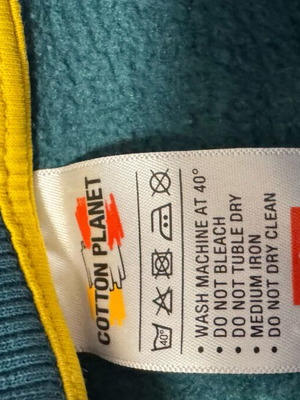 COTTON PLANET
40°
• WASH MACHINE AT 40°
• DO NOT BLEACH
• DO NOT TUBLE DRY
• MEDIUM IRON
• DO NOT DRY CLEAN